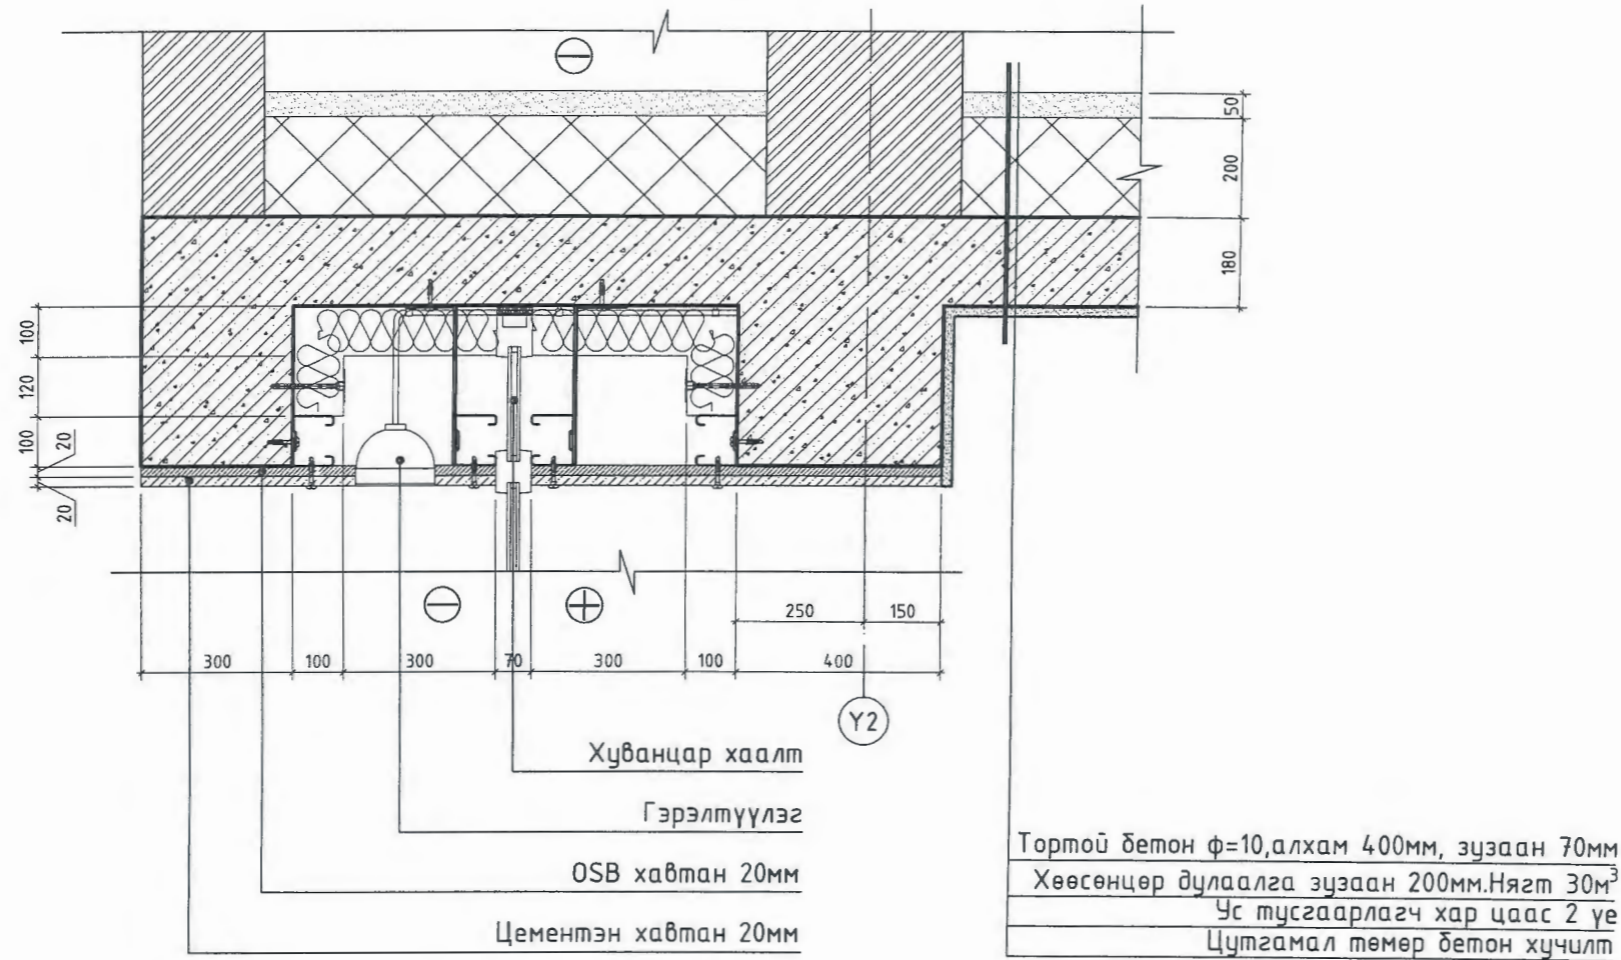 50
200
180
100
120
100
20
20
250
150
300
100
300
70
300
100
400
Y2
Хуванцар хаалт
Гэрэлтүүлэг
OSB хавтан 20мм
Цементэн хавтан 20мм
Тортой бетон ф=10,алхам 400мм, зузаан 70мм
Хөөсөнцөр дулаалга зузаан 200мм.Нягт 30м³
Ус тусгаарлагч хар цаас 2 үе
Цутгамал төмөр бетон хучилт